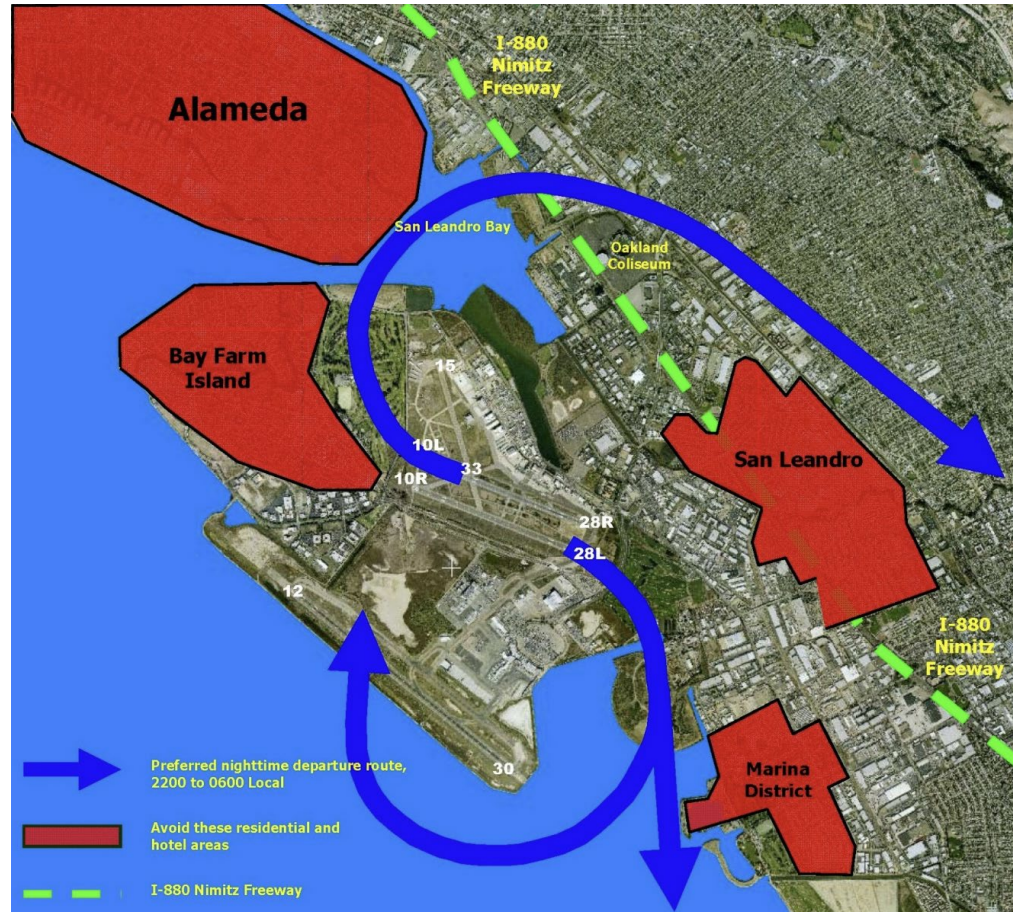 I-880
Nimitz
Freeway
Alameda
San Leandro Bay
Oakland
Coliseum
Bay Farm
Island
15
10L
33
10R
San Leandro
28R
28L
12
I-880
Nimitz
Freeway
30
Marina
District
Preferred nighttime departure route,
2200 to 0600 Local
Avoid these residential and
hotel areas
I-880 Nimitz Freeway